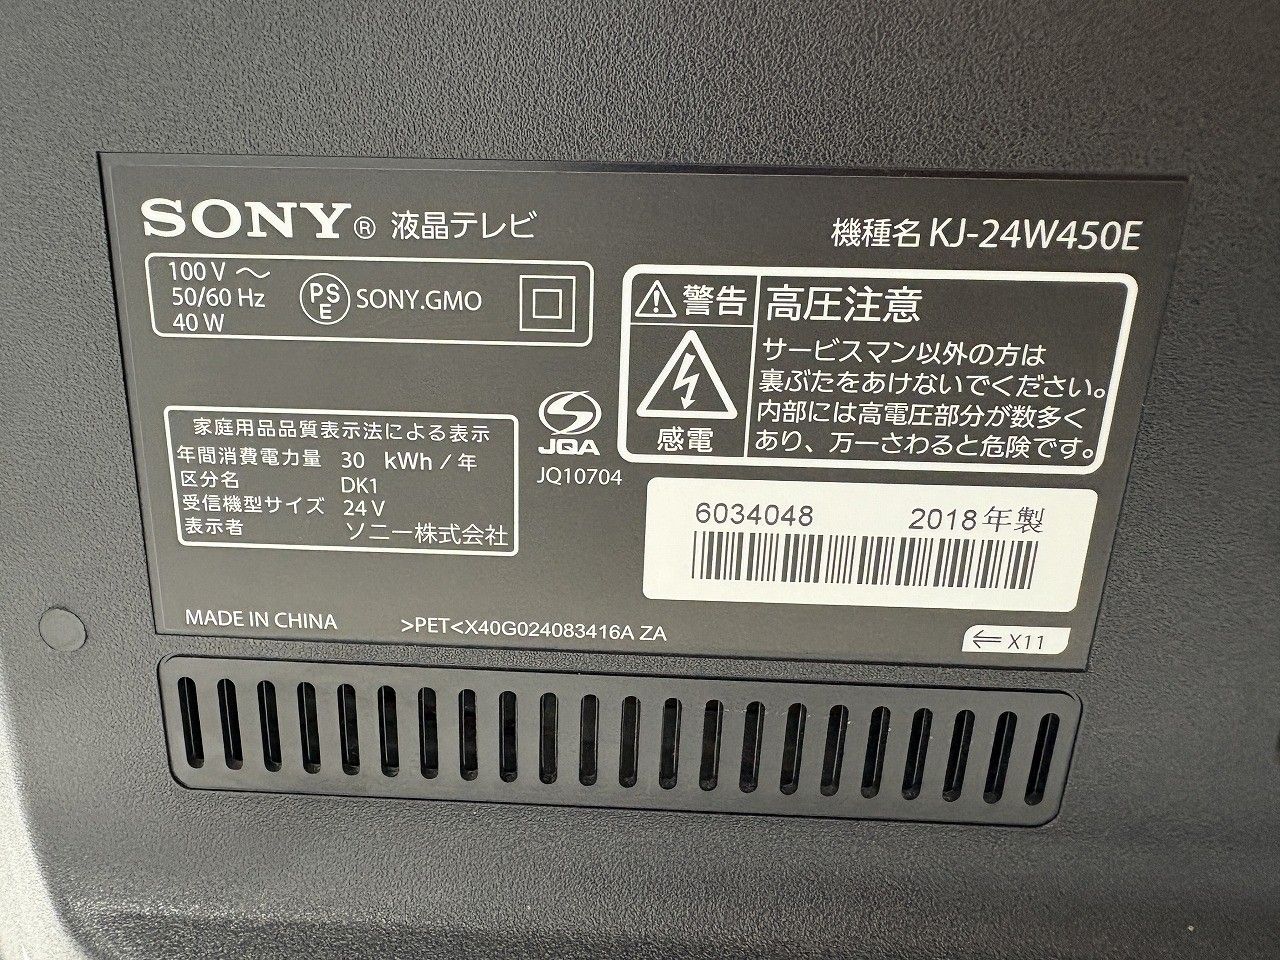 SONY® 液晶テレビ
機種名 KJ-24W450E
100 V ～
50/60 Hz
40 W
PSE SONY.GMO
警告
感電
高圧注意
サービスマン以外の方は
裏ぶたをあけないでください。
内部には高電圧部分が数多く
あり、万一さわると危険です。
家庭用品品質表示法による表示
年間消費電力量 30 kWh/年
区分名 DK1
受信機型サイズ 24V
表示者 ソニー株式会社
JQA
JQ10704
6034048 2018年製
MADE IN CHINA >PET<X40G024083416A ZA
⇐ X11